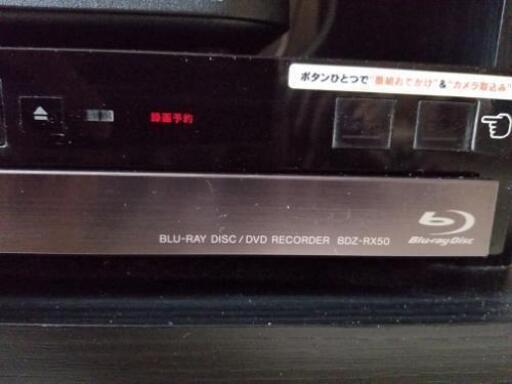 ボタンひとつで"番組おでかけ"&"カメラ取込み"
録画予約
BLU-RAY DISC / DVD RECORDER BDZ-RX50
Blu-ray Disc